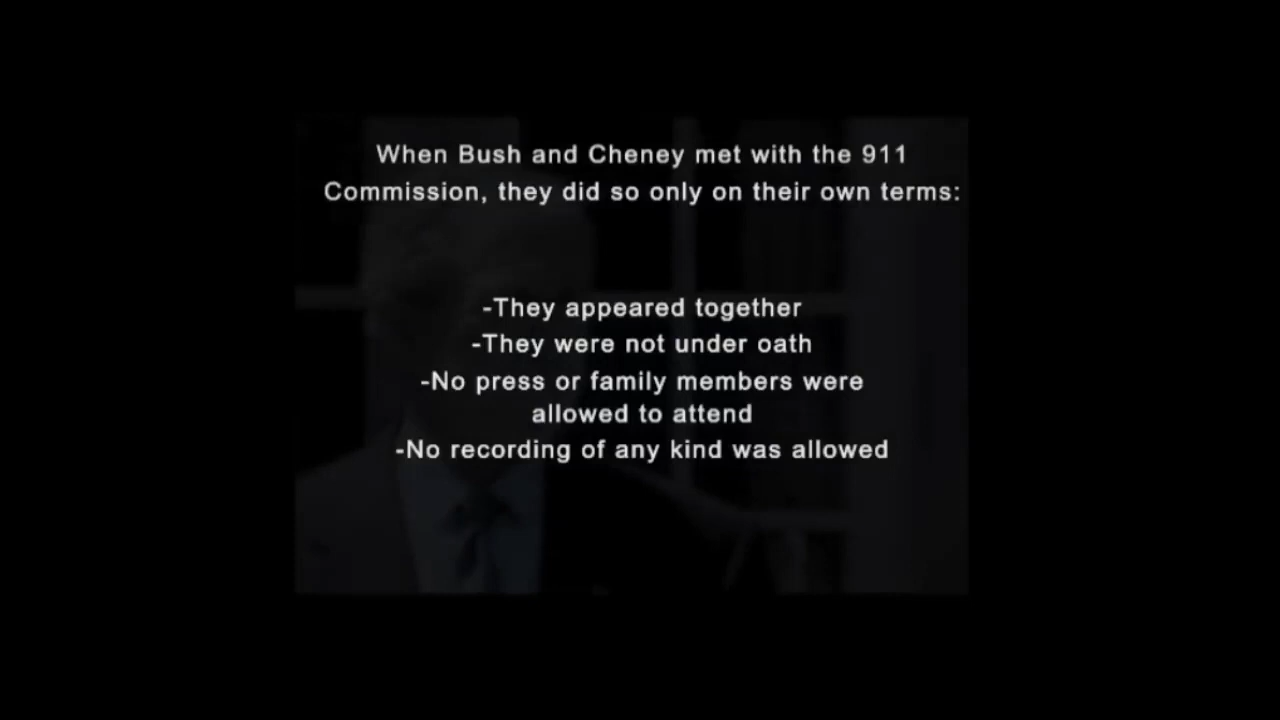 When Bush and Cheney met with the 911
Commission, they did so only on their own terms:
-They appeared together
-They were not under oath
-No press or family members were
allowed to attend
-No recording of any kind was allowed